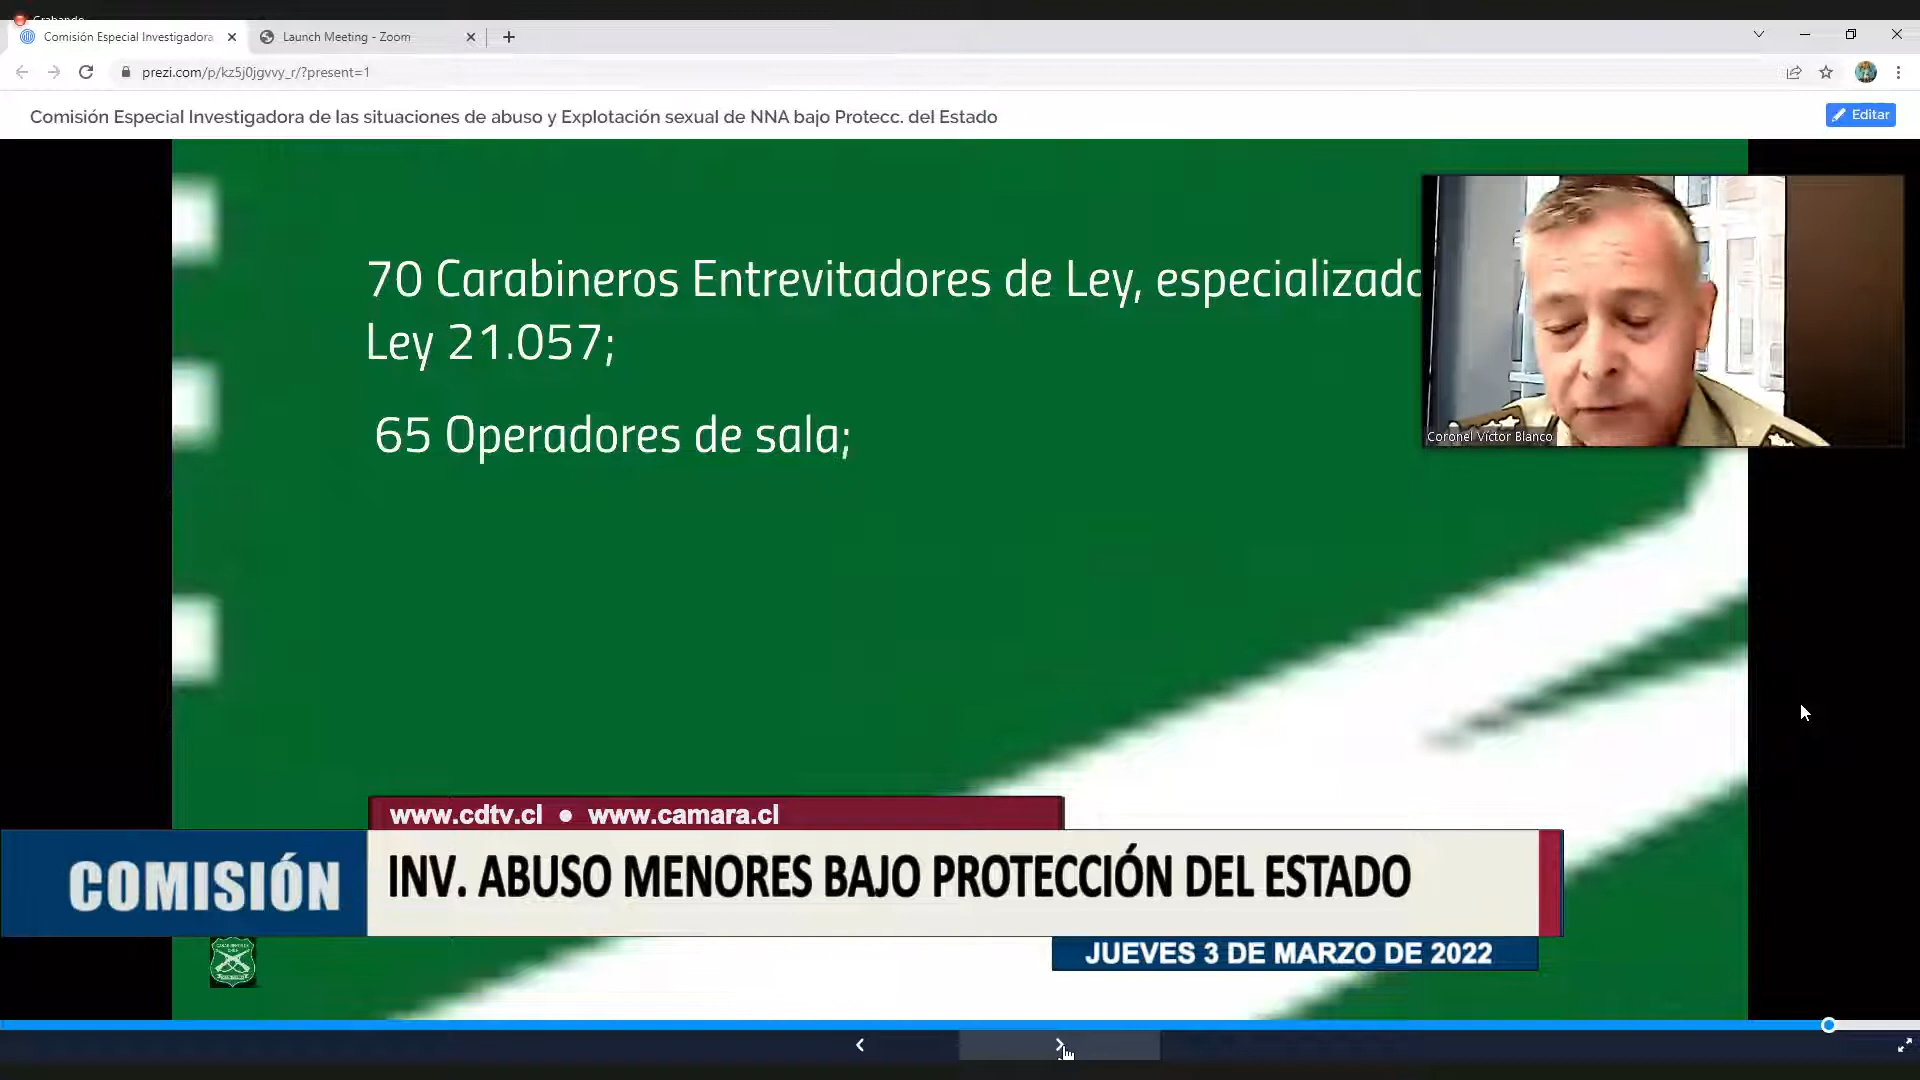 Grabando
Comisión Especial Investigadora
Launch Meeting - Zoom
prezi.com/p/kz5j0jgvvy_r/?present=1
Comisión Especial Investigadora de las situaciones de abuso y Explotación sexual de NNA bajo Protecc. del Estado
Editar
70 Carabineros Entrevitadores de Ley, especializado
Ley 21.057;
65 Operadores de sala;
Coronel Víctor Blanco
www.cdtv.cl • www.camara.cl
COMISIÓN
INV. ABUSO MENORES BAJO PROTECCIÓN DEL ESTADO
JUEVES 3 DE MARZO DE 2022